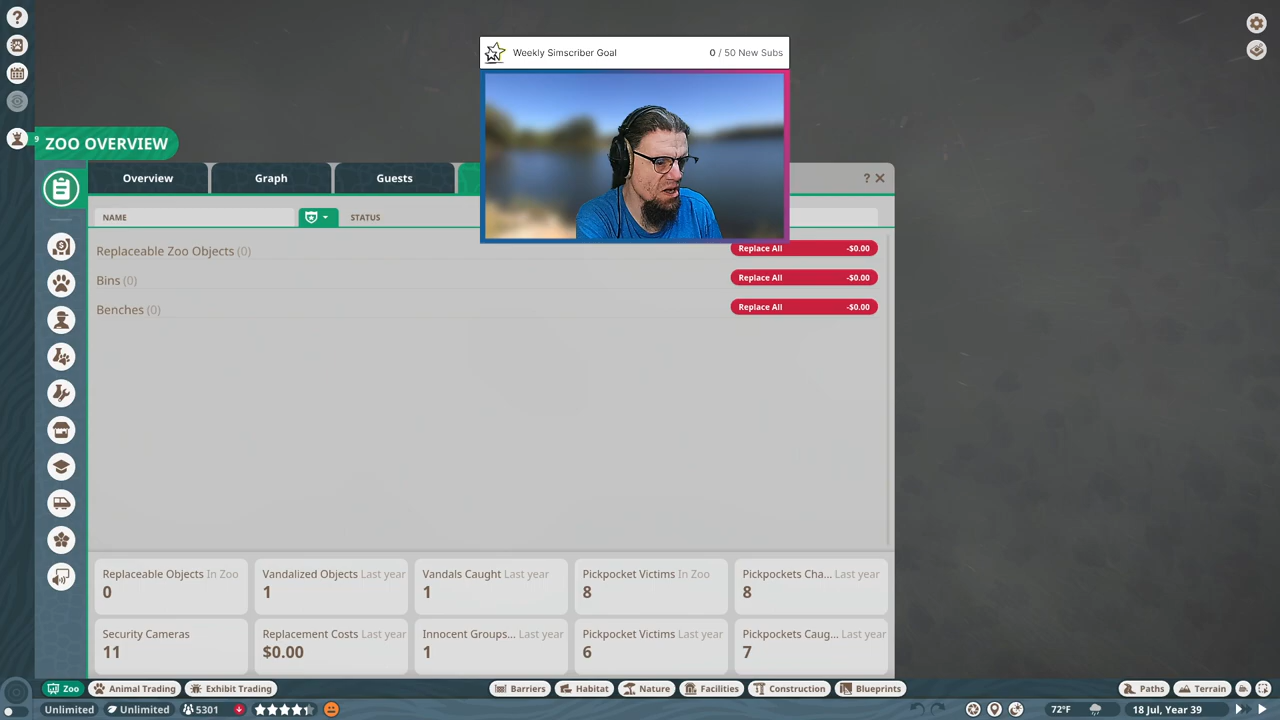 Weekly Simscriber Goal 0 / 50 New Subs
9
ZOO OVERVIEW
Overview Graph Guests ?
NAME STATUS
Replaceable Zoo Objects (0) Replace All -$0.00
Bins (0) Replace All -$0.00
Benches (0) Replace All -$0.00
Replaceable Objects In Zoo
0
Vandalized Objects Last year
1
Vandals Caught Last year
1
Pickpocket Victims In Zoo
8
Pickpockets Cha... Last year
8
Security Cameras
11
Replacement Costs Last year
$0.00
Innocent Groups... Last year
1
Pickpocket Victims Last year
6
Pickpockets Caug... Last year
7
Zoo Animal Trading Exhibit Trading Barriers Habitat Nature Facilities Construction Blueprints Paths Terrain
Unlimited Unlimited 5301 72°F 18 Jul, Year 39